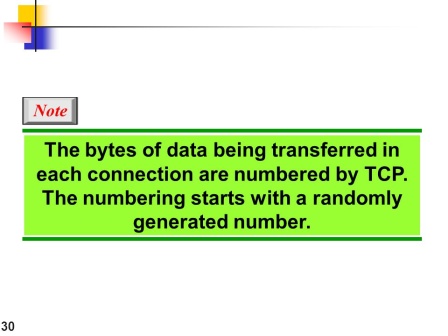 Note
The bytes of data being transferred in
each connection are numbered by TCP.
The numbering starts with a randomly
generated number.
30